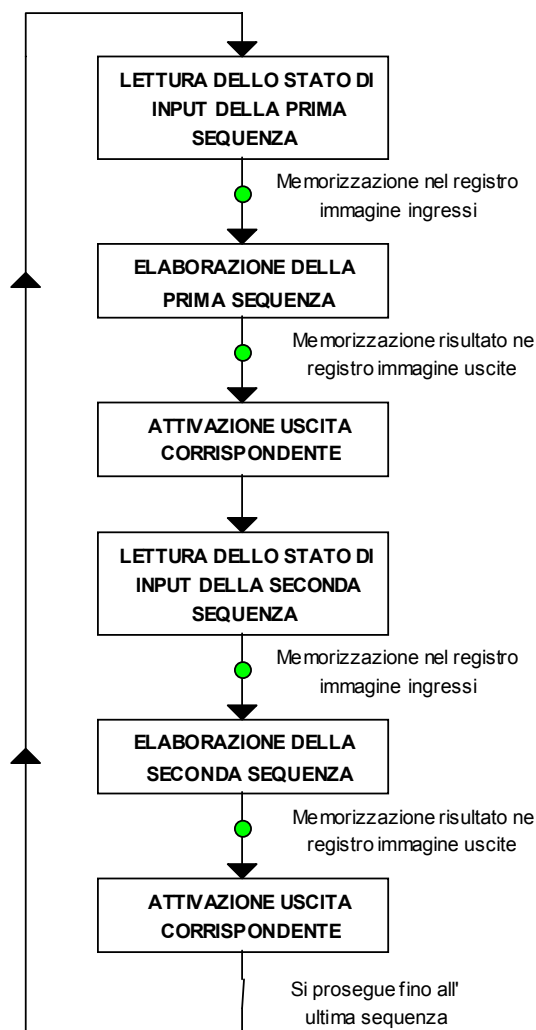 LETTURA DELLO STATO DI
INPUT DELLA PRIMA
SEQUENZA
Memorizzazione nel registro
immagine ingressi
ELABORAZIONE DELLA
PRIMA SEQUENZA
Memorizzazione risultato ne
registro immagine uscite
ATTIVAZIONE USCITA
CORRISPONDENTE
LETTURA DELLO STATO DI
INPUT DELLA SECONDA
SEQUENZA
Memorizzazione nel registro
immagine ingressi
ELABORAZIONE DELLA
SECONDA SEQUENZA
Memorizzazione risultato ne
registro immagine uscite
ATTIVAZIONE USCITA
CORRISPONDENTE
Si prosegue fino all'
ultima sequenza